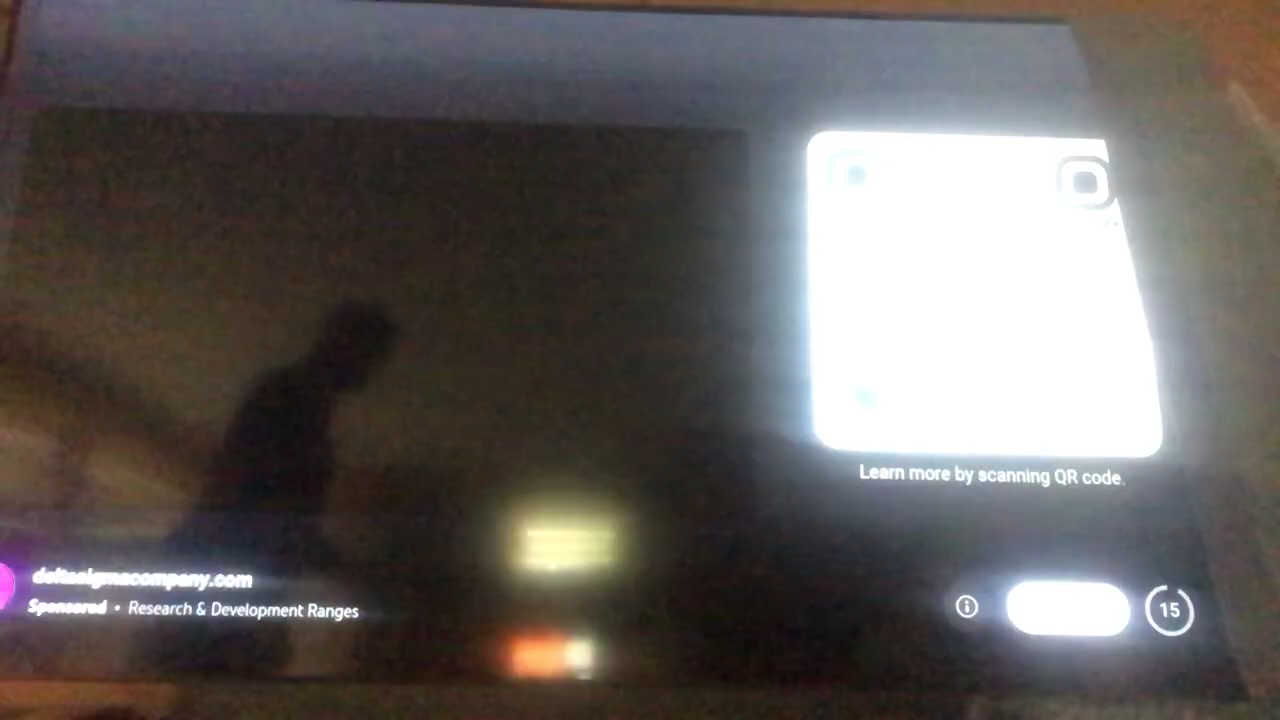 Learn more by scanning QR code.
deltasigmacompany.com
Sponsored • Research & Development Ranges
15